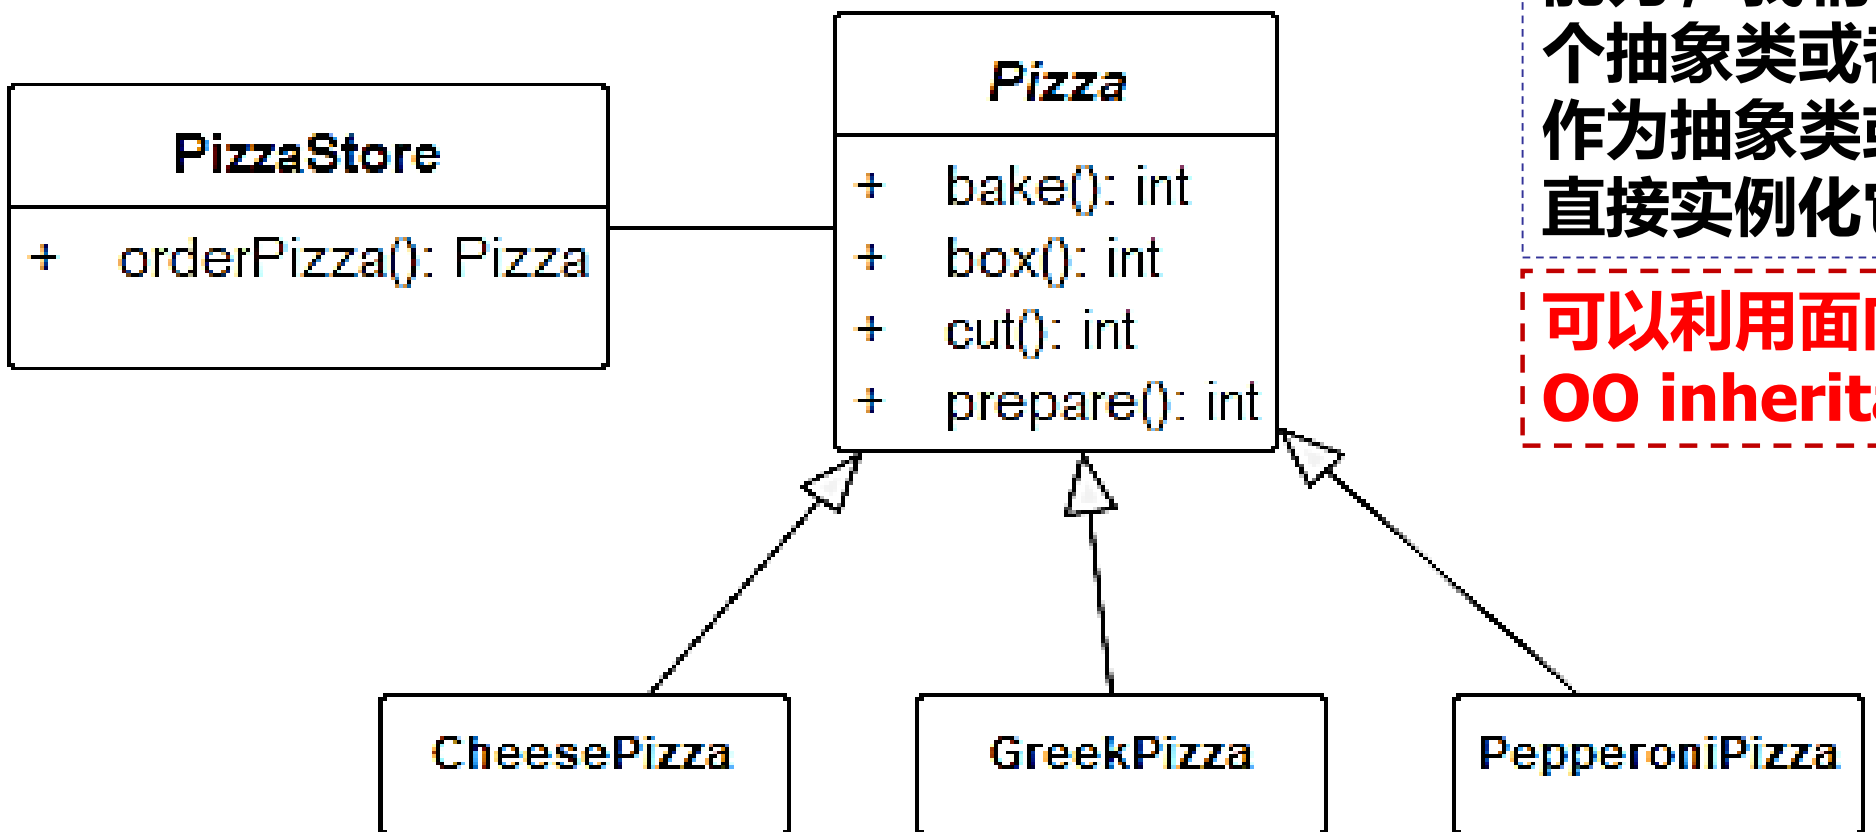 PizzaStore
+ orderPizza(): Pizza
Pizza
+ bake(): int
+ box(): int
+ cut(): int
+ prepare(): int
CheesePizza
GreekPizza
PepperoniPizza
个抽象类或
作为抽象类
直接实例化
可以利用面
OO